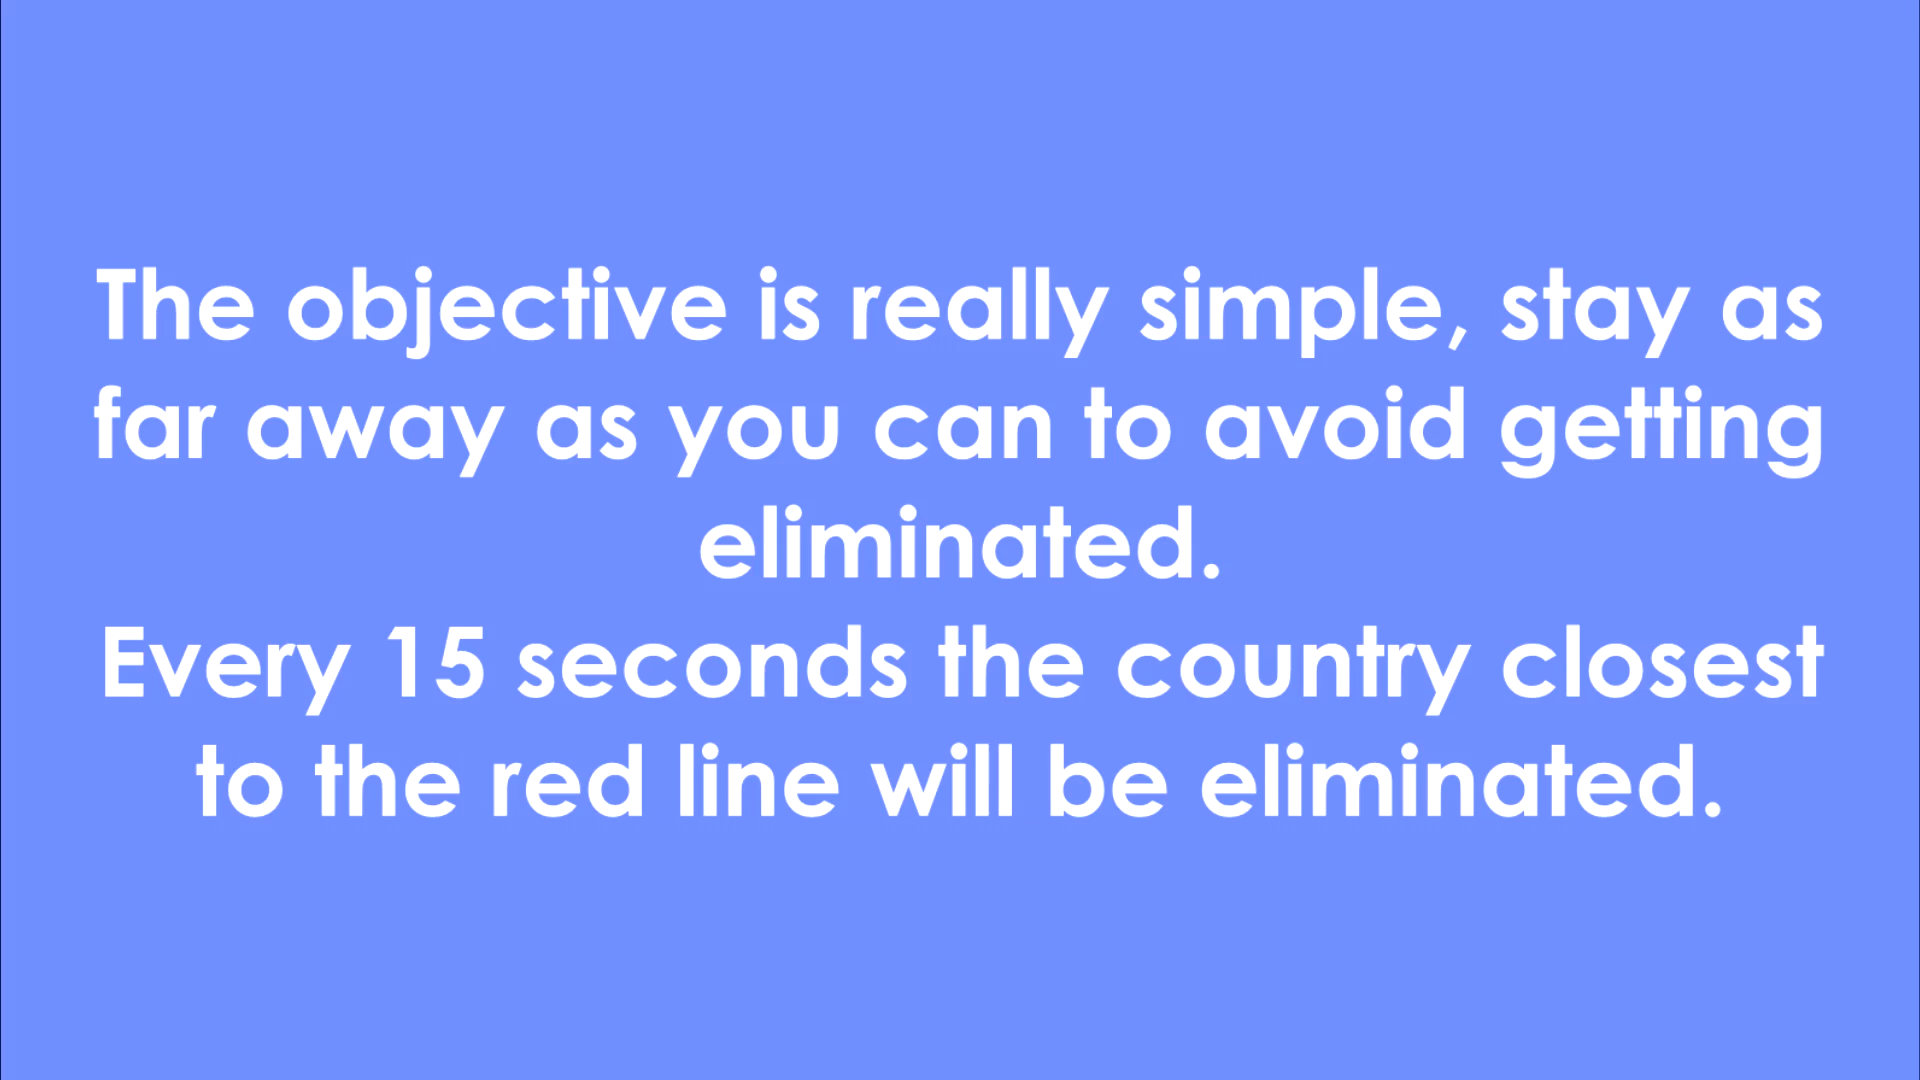 The objective is really simple, stay as
far away as you can to avoid getting
eliminated.
Every 15 seconds the country closest
to the red line will be eliminated.